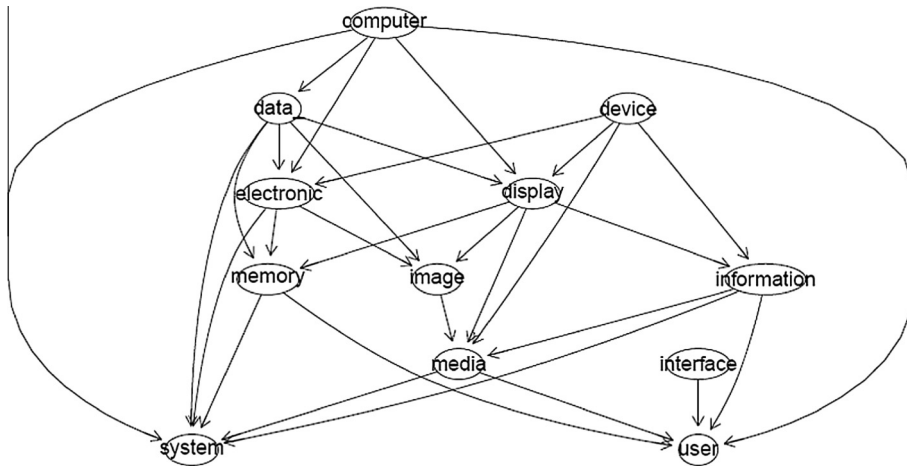 computer
data
device
electronic
display
memory
image
information
media
interface
system
user